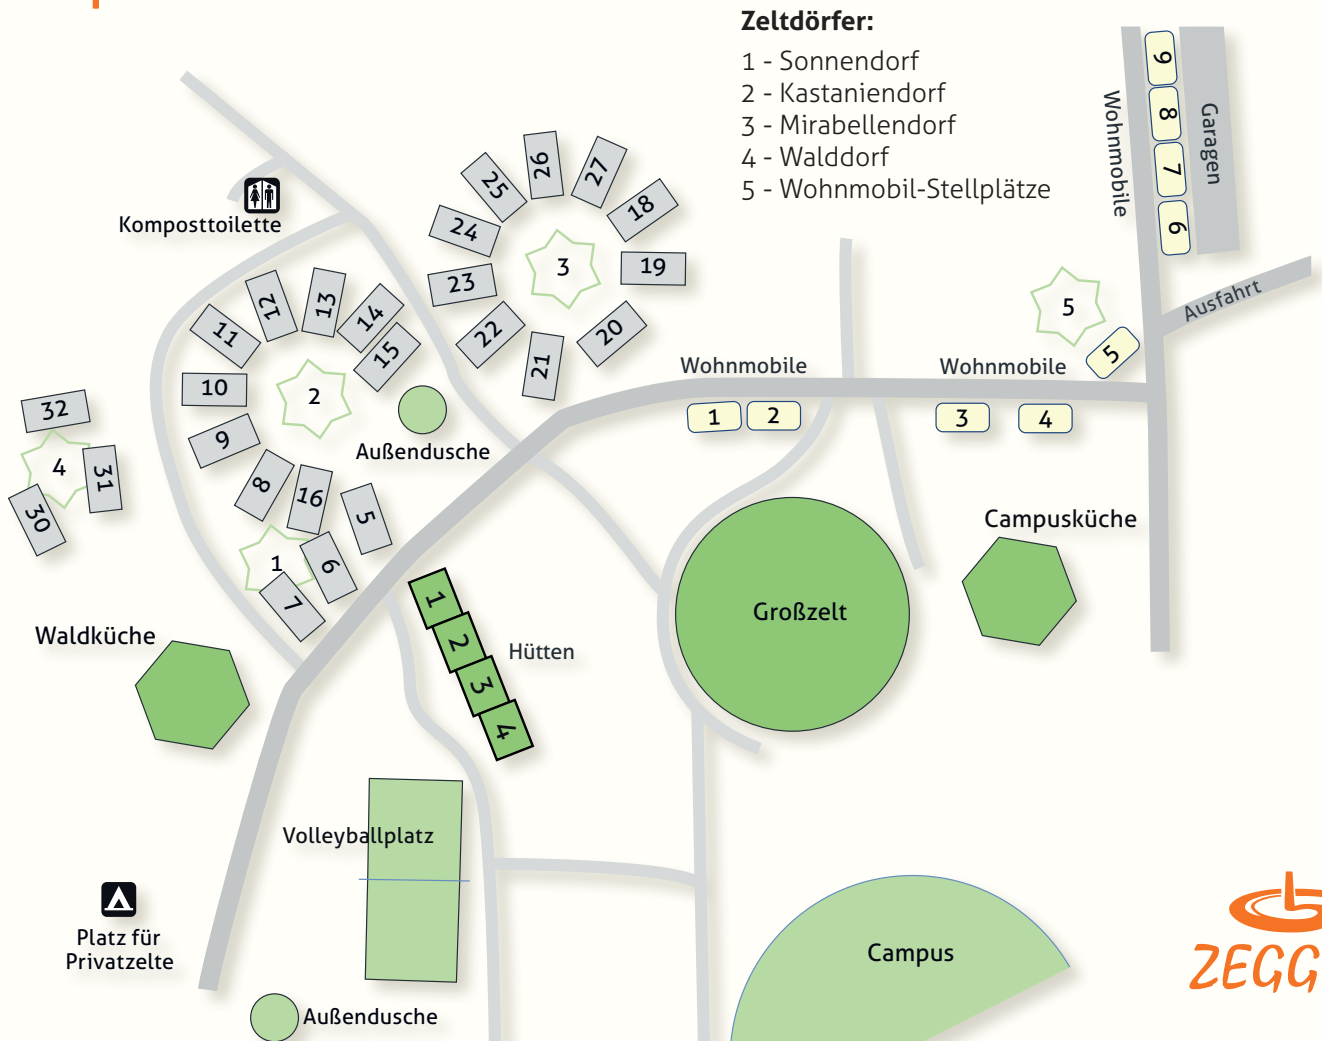 Zeltdörfer:
1 - Sonnendorf
2 - Kastaniendorf
3 - Mirabellendorf
4 - Walddorf
5 - Wohnmobil-Stellplätze
Wohnmobile
9
8
7
6
Garagen
Ausfahrt
5
5
Komposttoilette
26
27
25
18
24
3
19
23
22
20
21
12
13
14
11
15
10
2
9
8
16
5
Außendusche
32
4
31
30
1
6
7
Wohnmobile
1
2
Wohnmobile
3
4
Campusküche
Großzelt
Waldküche
1
2
3
4
Hütten
Volleyballplatz
Platz für
Privatzelte
Außendusche
Campus
ZEGG